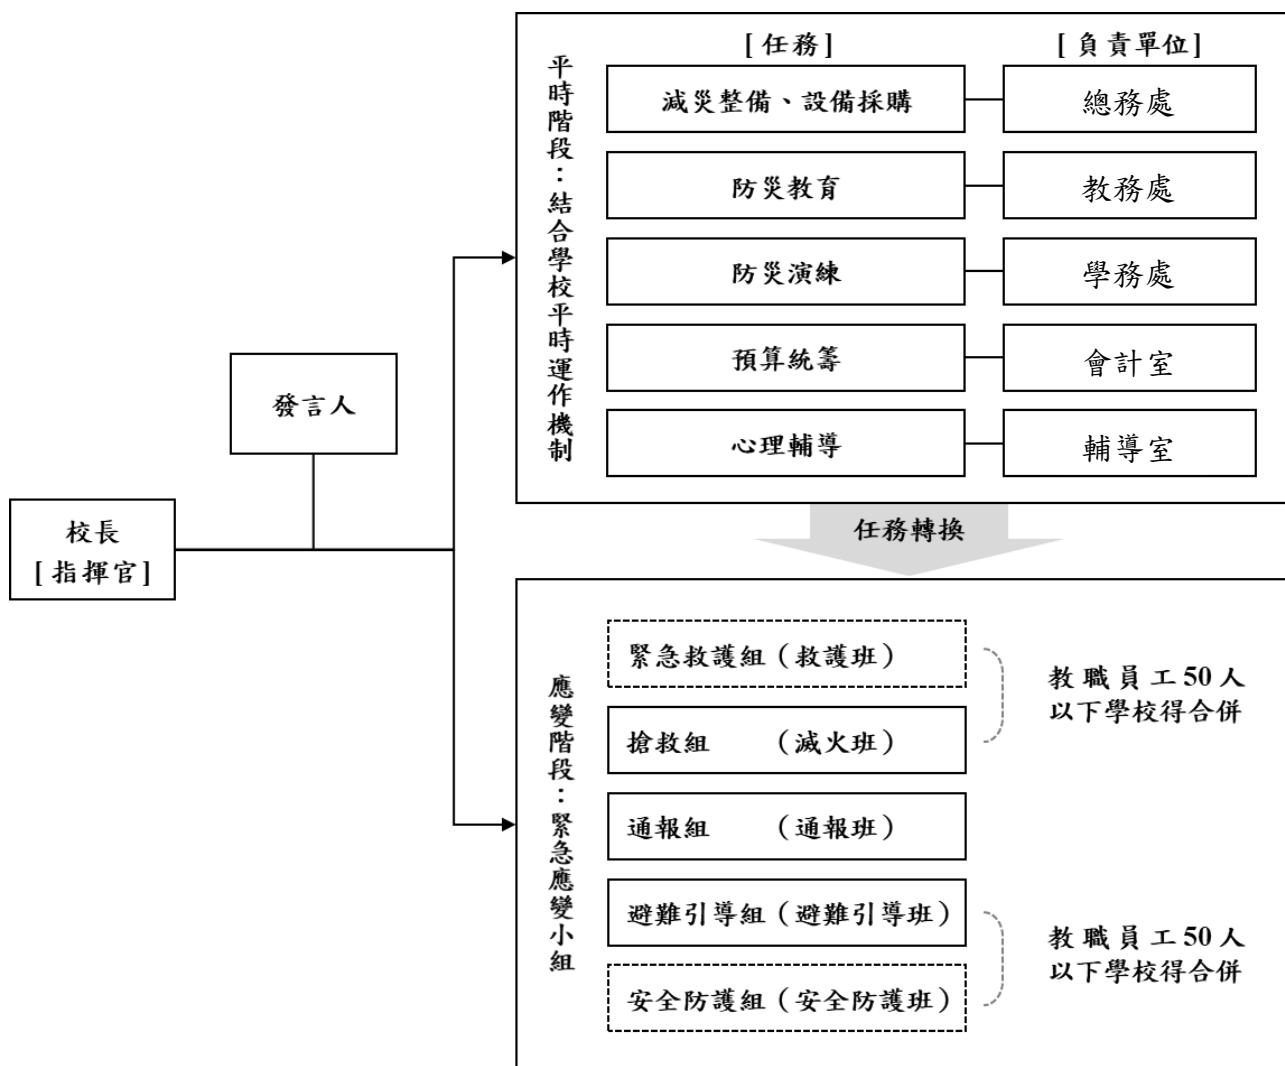 [任務]
[負責單位]
平時階段：結合學校平時運作機制
減災整備、設備採購
總務處
防災教育
教務處
防災演練
學務處
預算統籌
會計室
心理輔導
輔導室
發言人
校長
[指揮官]
任務轉換
應變階段：緊急應變小組
緊急救護組（救護班）
搶救組　　（滅火班）
通報組　　（通報班）
避難引導組（避難引導班）
安全防護組（安全防護班）
教職員工50人
以下學校得合併
教職員工50人
以下學校得合併